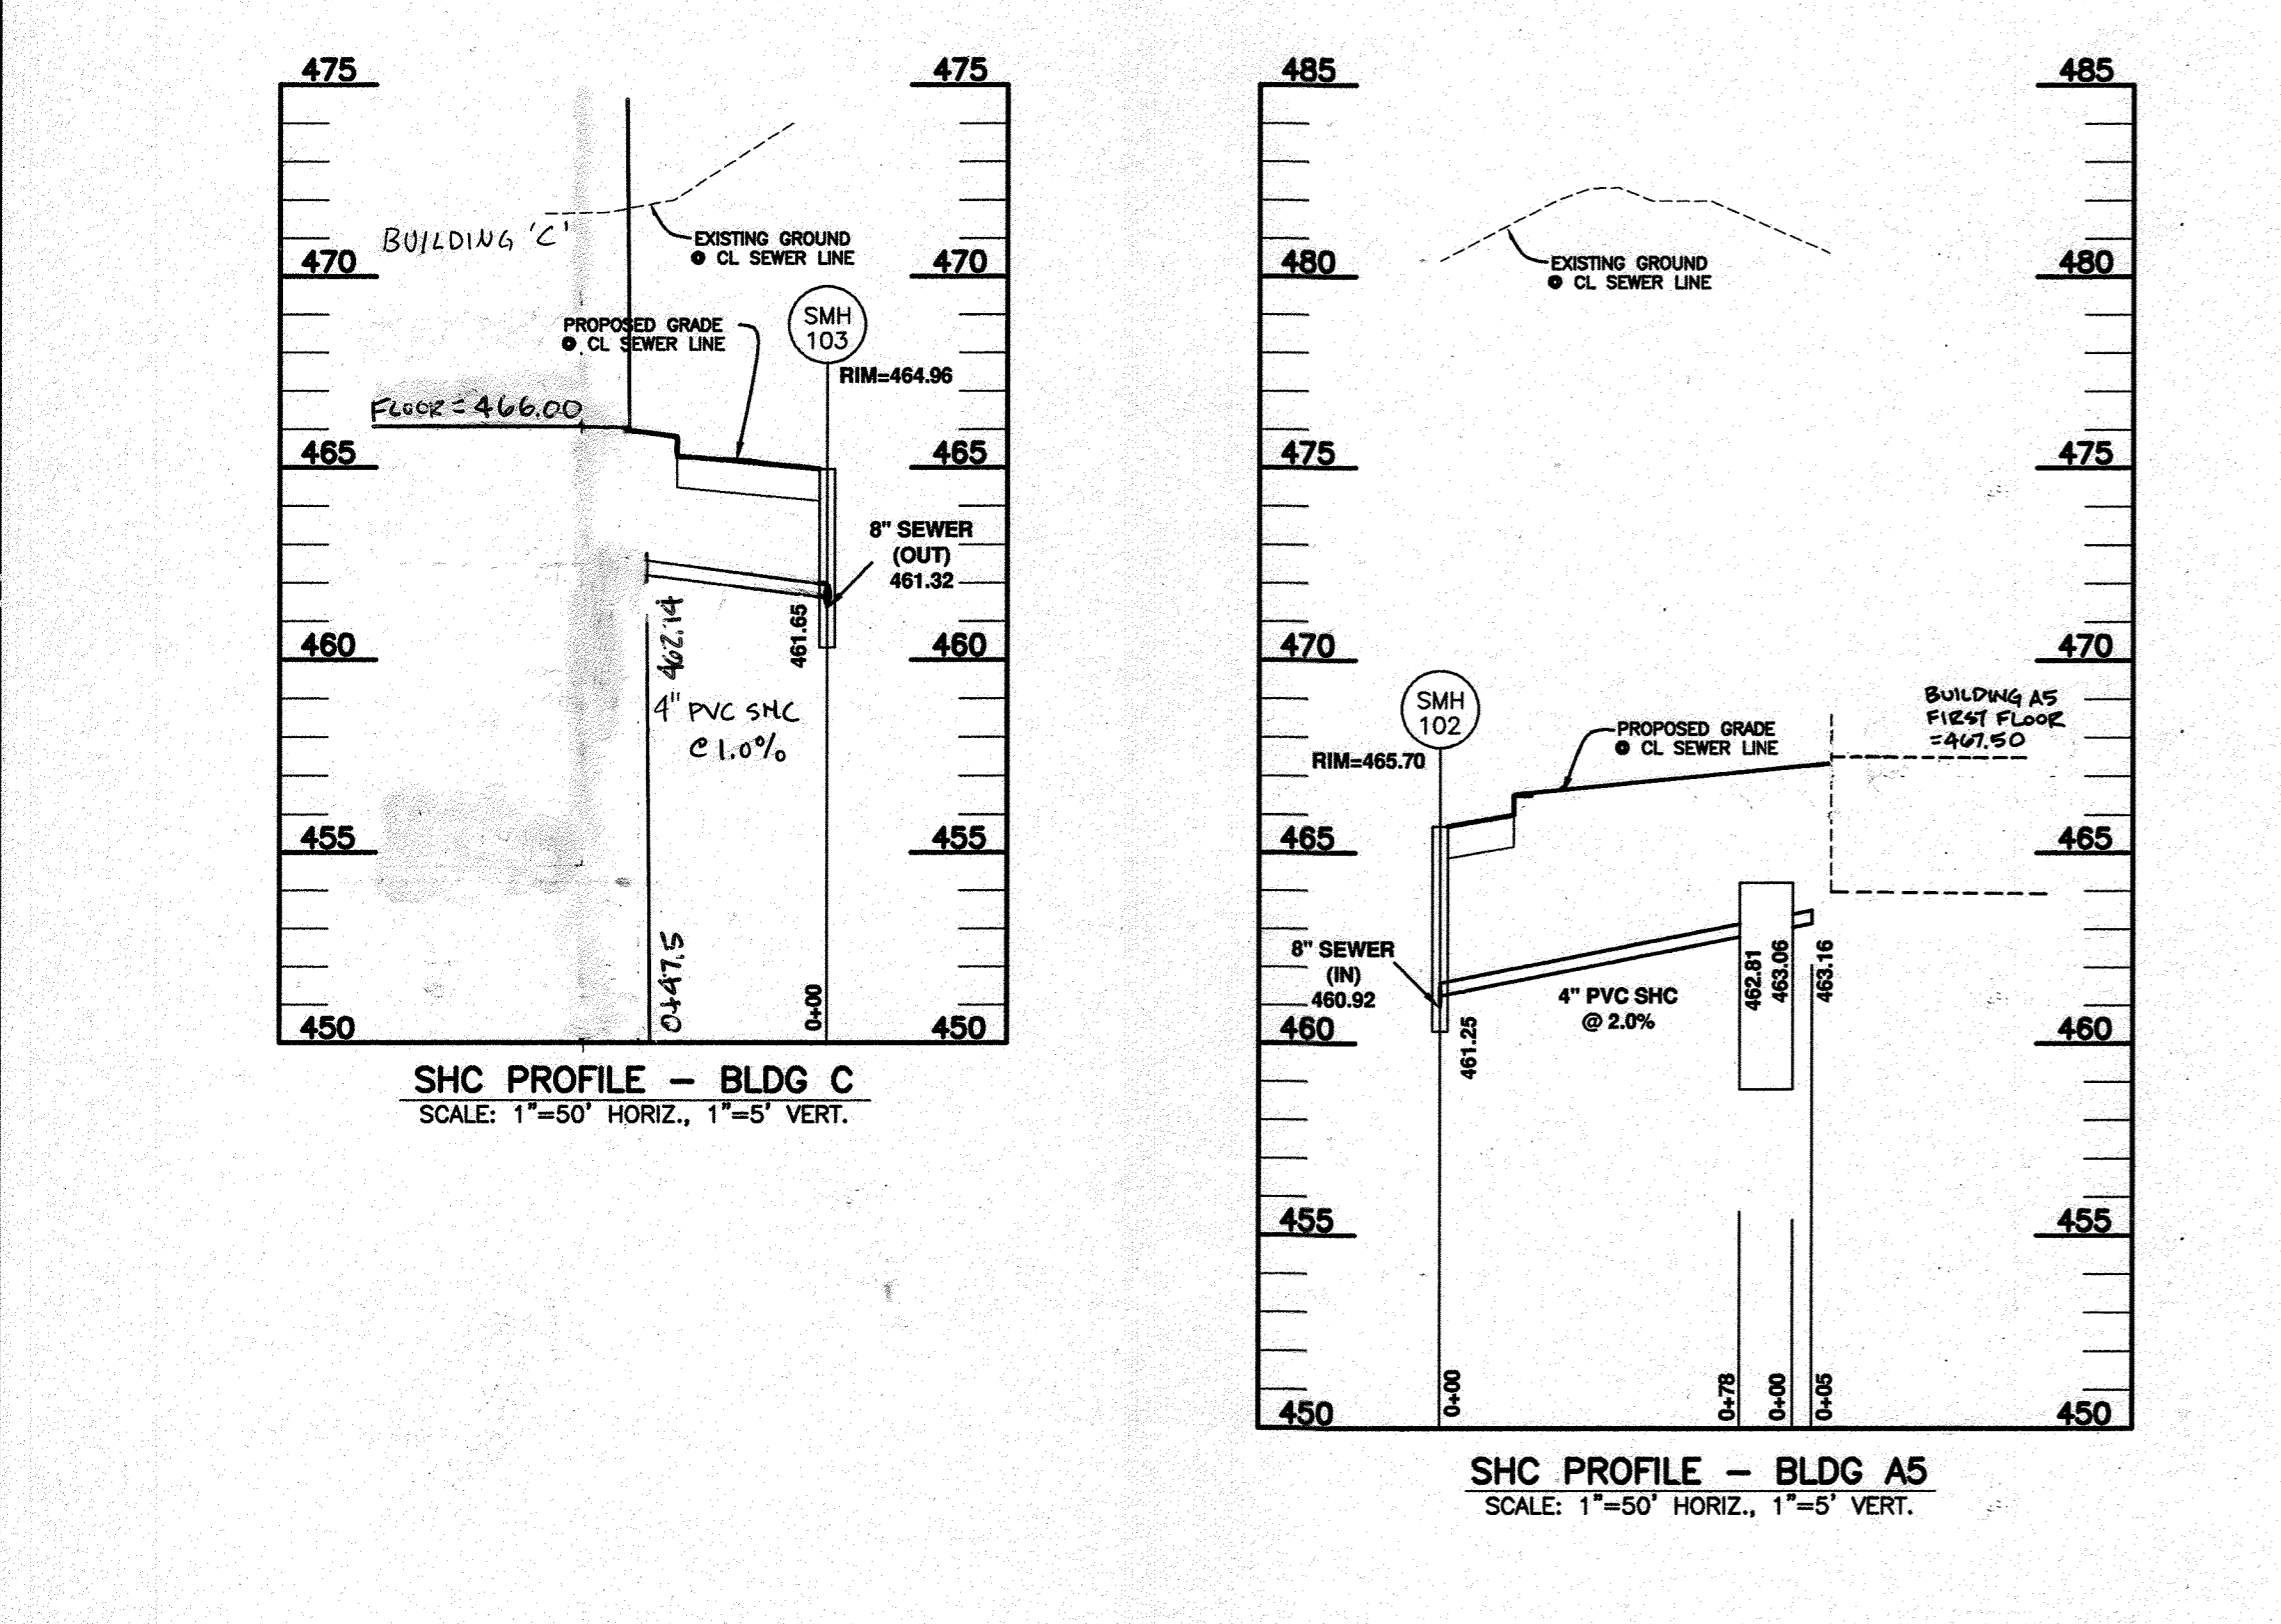 475
475
BUILDING 'C'
EXISTING GROUND
@ CL SEWER LINE
470
470
SMH
103
PROPOSED GRADE
@ CL SEWER LINE
RIM=464.96
FLOOR = 466.00
465
465
8" SEWER
(OUT)
461.32
462.14
461.65
460
460
4" PVC SHC
@ 1.0%
455
455
0+47.5
0+00
450
450
SHC PROFILE - BLDG C
SCALE: 1"=50' HORIZ., 1"=5' VERT.
485
485
EXISTING GROUND
@ CL SEWER LINE
480
480
475
475
470
470
SMH
102
RIM=465.70
PROPOSED GRADE
@ CL SEWER LINE
BUILDING A5
FIRST FLOOR
=467.50
465
465
8" SEWER
(IN)
460.92
461.25
4" PVC SHC
@ 2.0%
462.81
463.06
463.16
460
460
455
455
0+00
0+78
0+00
0+05
450
450
SHC PROFILE - BLDG A5
SCALE: 1"=50' HORIZ., 1"=5' VERT.